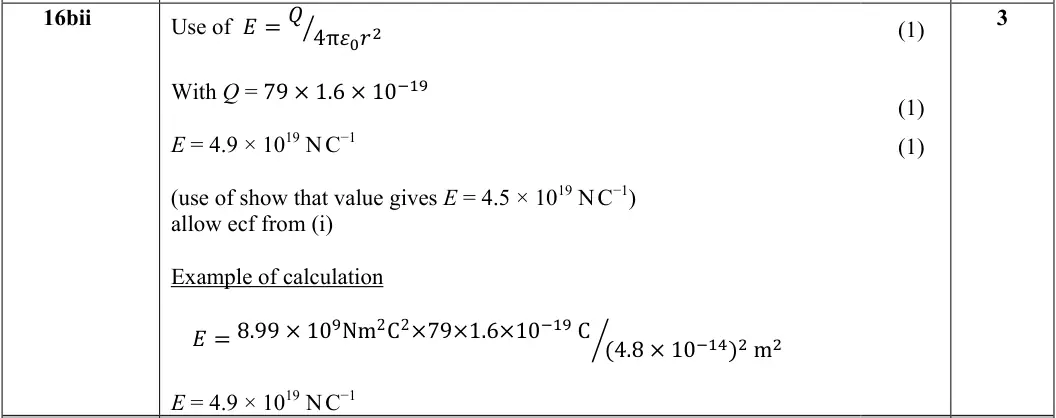 16bii
Use of E = Q/4πε₀r² (1)
3
With Q = 79 × 1.6 × 10⁻¹⁹
(1)
E = 4.9 × 10¹⁹ N C⁻¹ (1)
(use of show that value gives E = 4.5 × 10¹⁹ N C⁻¹)
allow ecf from (i)
Example of calculation
E = 8.99 × 10⁹Nm²C²×79×1.6×10⁻¹⁹ C/(4.8 × 10⁻¹⁴)² m²
E = 4.9 × 10¹⁹ N C⁻¹